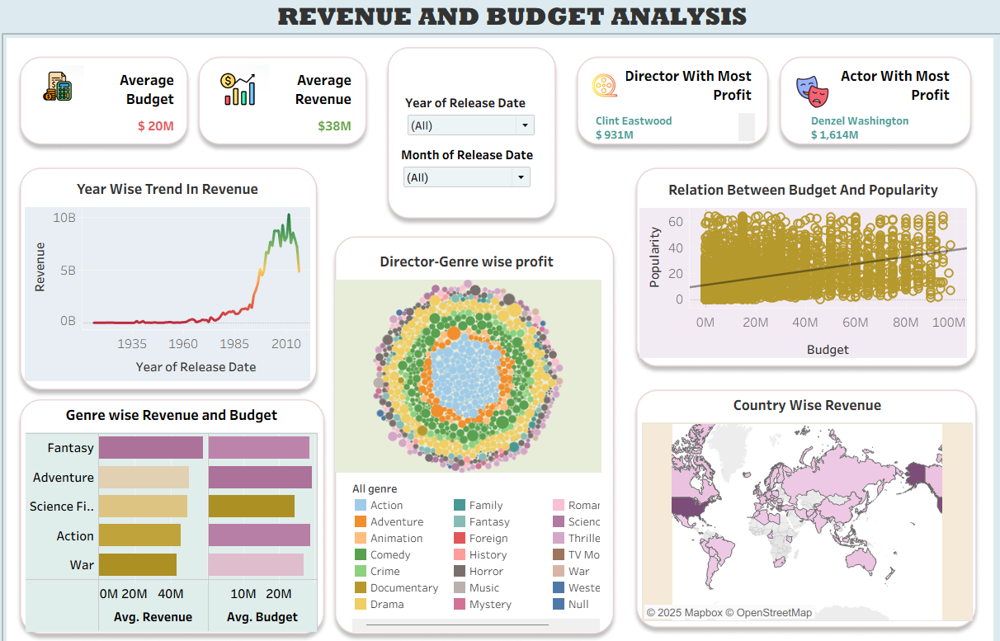 REVENUE AND BUDGET ANALYSIS
Average
Budget
$ 20M
Average
Revenue
$38M
Year of Release Date
(All)
Month of Release Date
(All)
Director With Most
Profit
Clint Eastwood
$ 931M
Actor With Most
Profit
Denzel Washington
$ 1,614M
Year Wise Trend In Revenue
10B
5B
0B
Revenue
1935 1960 1985 2010
Year of Release Date
Genre wise Revenue and Budget
Fantasy
Adventure
Science Fi..
Action
War
0M 20M 40M
10M 20M
Avg. Revenue
Avg. Budget
Director-Genre wise profit
All genre
Action
Adventure
Animation
Comedy
Crime
Documentary
Drama
Family
Fantasy
Foreign
History
Horror
Music
Mystery
Romar
Scienc
Thrille
TV Mo
War
Weste
Null
Relation Between Budget And Popularity
60
40
20
0
Popularity
0M 20M 40M 60M 80M 100M
Budget
Country Wise Revenue
© 2025 Mapbox © OpenStreetMap